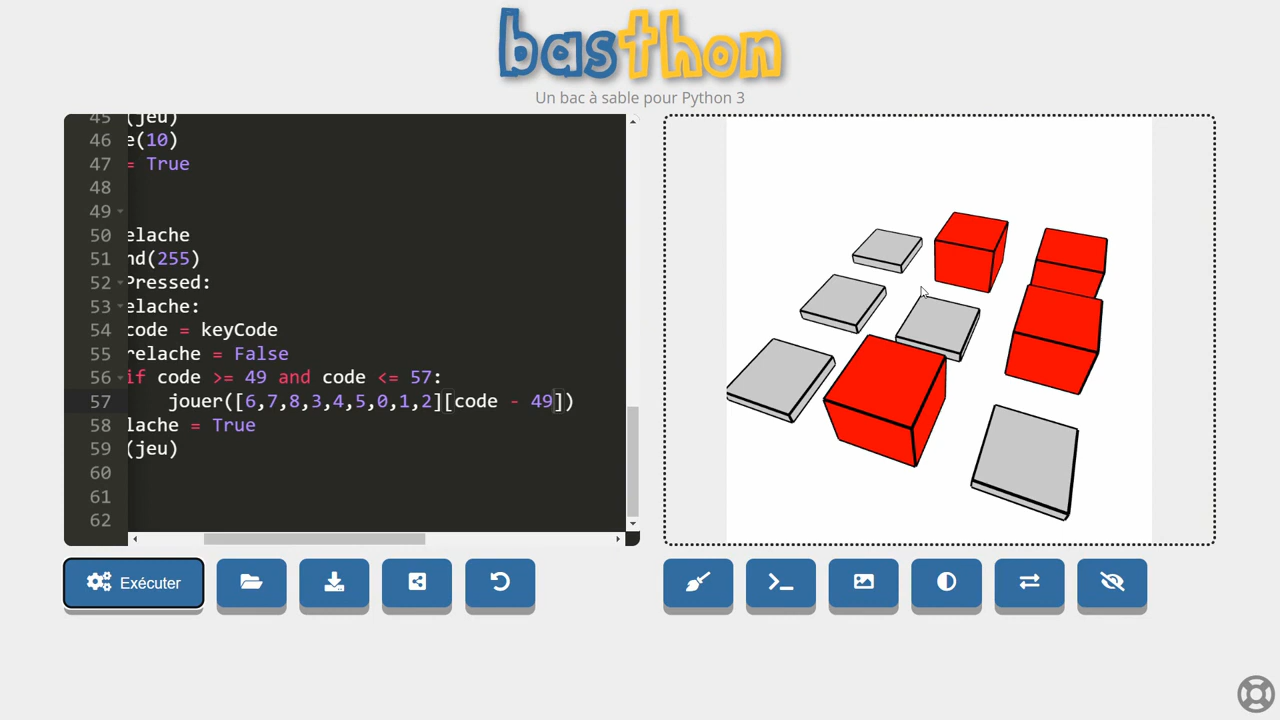 basthon
Un bac à sable pour Python 3
45 (jeu)
46 e(10)
47 = True
48
49
50 elache
51 nd(255)
52 Pressed:
53 elache:
54 code = keyCode
55 relache = False
56 if code >= 49 and code <= 57:
57 jouer([6,7,8,3,4,5,0,1,2][code - 49])
58 lache = True
59 (jeu)
60
61
62
Exécuter